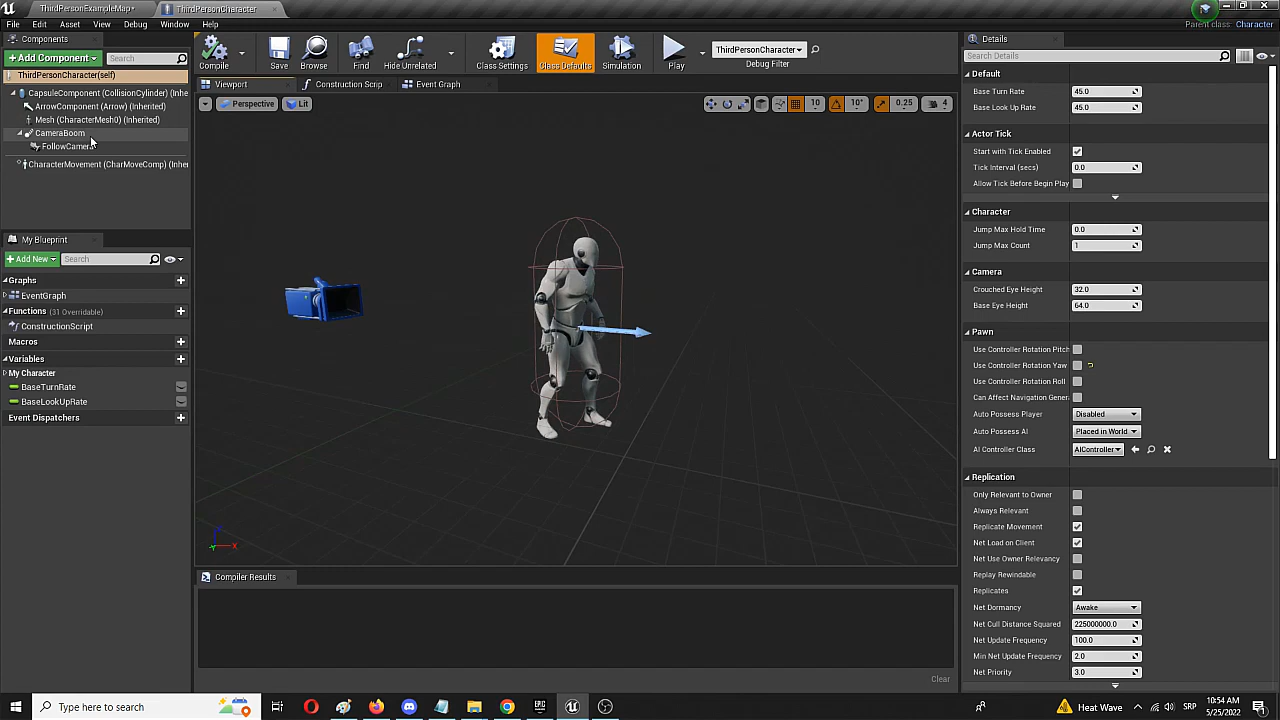 ThirdPersonExampleMap*
ThirdPersonCharacter
File Edit Asset View Debug Window Help
Parent class: Character
Components
Add Component
Search
ThirdPersonCharacter(self)
CapsuleComponent (CollisionCylinder) (Inhe
ArrowComponent (Arrow) (Inherited)
Mesh (CharacterMesh0) (Inherited)
CameraBoom
FollowCamera
CharacterMovement (CharMoveComp) (Inher
My Blueprint
Add New
Search
Graphs
EventGraph
Functions (31 Overridable)
ConstructionScript
Macros
Variables
My Character
BaseTurnRate
BaseLookUpRate
Event Dispatchers
Compile
Save
Browse
Find
Hide Unrelated
Class Settings
Class Defaults
Simulation
Play
ThirdPersonCharacter
Debug Filter
Viewport
Construction Scrip
Event Graph
Perspective
Lit
10
10°
0.25
4
Compiler Results
Clear
Details
Search Details
Default
Base Turn Rate 45.0
Base Look Up Rate 45.0
Actor Tick
Start with Tick Enabled
Tick Interval (secs) 0.0
Allow Tick Before Begin Play
Character
Jump Max Hold Time 0.0
Jump Max Count 1
Camera
Crouched Eye Height 32.0
Base Eye Height 64.0
Pawn
Use Controller Rotation Pitch
Use Controller Rotation Yaw
Use Controller Rotation Roll
Can Affect Navigation Genera
Auto Possess Player Disabled
Auto Possess AI Placed in World
AI Controller Class AIController
Replication
Only Relevant to Owner
Always Relevant
Replicate Movement
Net Load on Client
Net Use Owner Relevancy
Replay Rewindable
Replicates
Net Dormancy Awake
Net Cull Distance Squared 225000000.0
Net Update Frequency 100.0
Min Net Update Frequency 2.0
Net Priority 3.0
Type here to search
Heat Wave
SRP
10:54 AM
5/25/2022